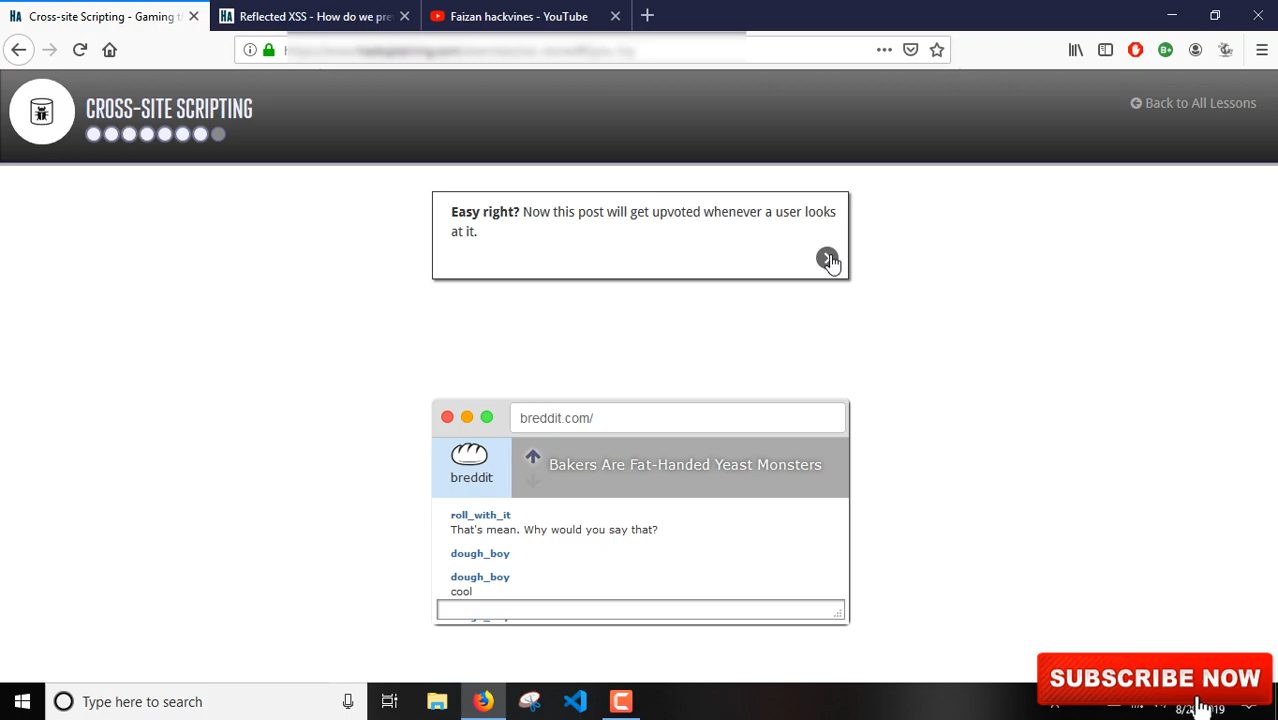 Cross-site Scripting - Gaming t
Reflected XSS - How do we pre
Faizan hackvines - YouTube
CROSS-SITE SCRIPTING
Back to All Lessons
Easy right? Now this post will get upvoted whenever a user looks
at it.
breddit.com/
breddit
Bakers Are Fat-Handed Yeast Monsters
roll_with_it
That's mean. Why would you say that?
dough_boy
dough_boy
cool
SUBSCRIBE NOW
Type here to search